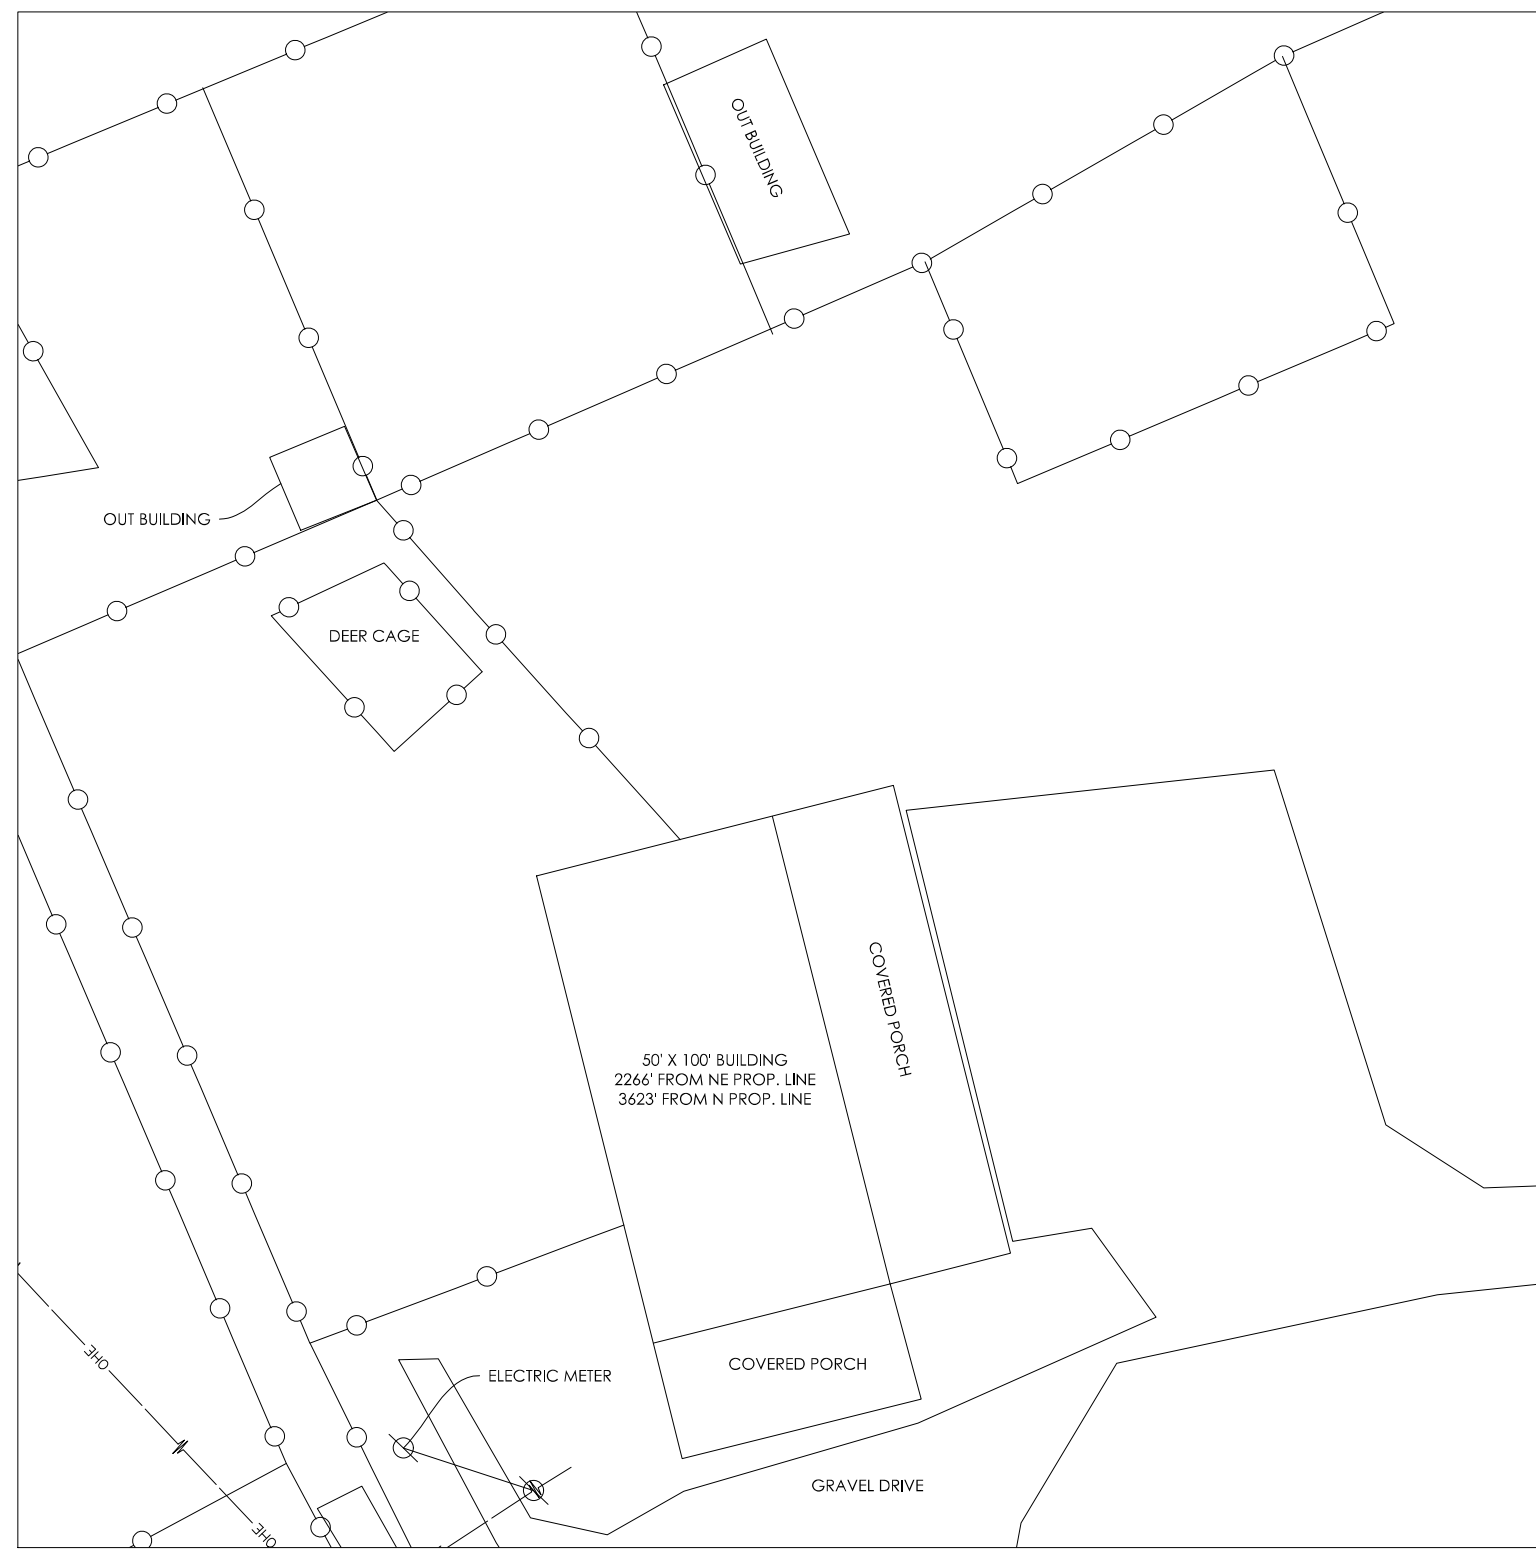 OUT BUILDING
OUT BUILDING
DEER CAGE
COVERED PORCH
50' X 100' BUILDING
2266' FROM NE PROP. LINE
3623' FROM N PROP. LINE
COVERED PORCH
OHE
ELECTRIC METER
GRAVEL DRIVE
OHE